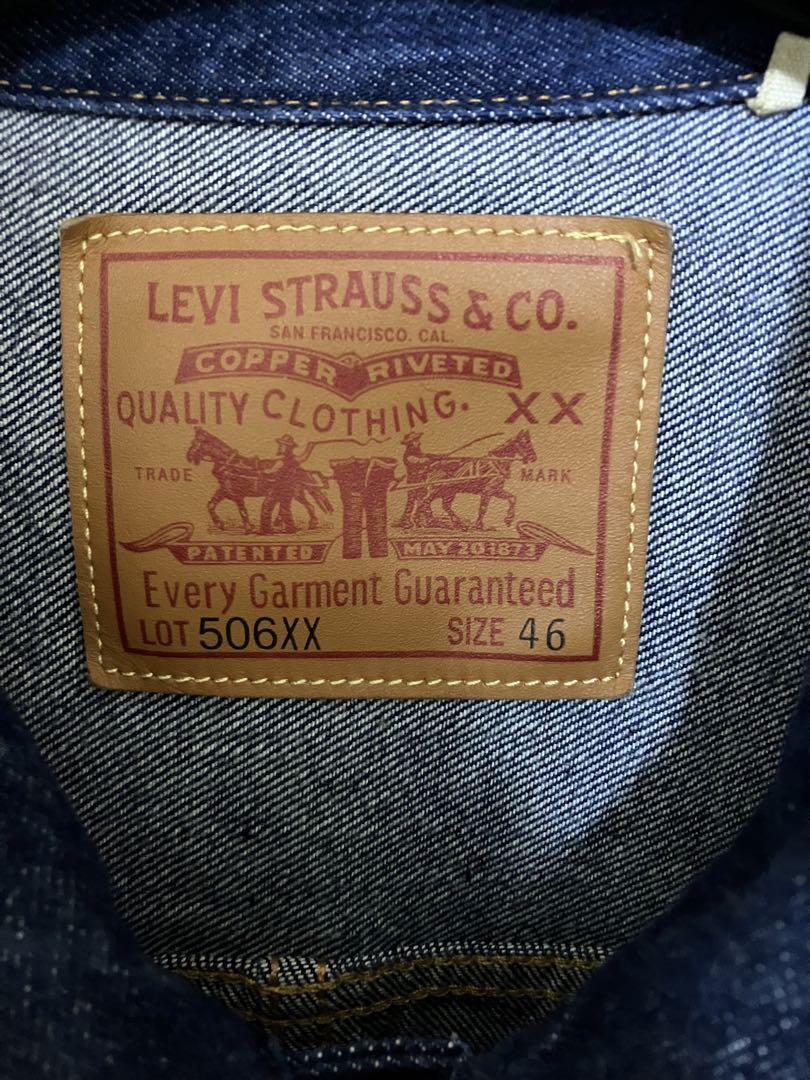 LEVI STRAUSS & CO.
SAN FRANCISCO. CAL.
COPPER RIVETED
QUALITY CLOTHING. XX
TRADE MARK
PATENTED MAY 20 1873
Every Garment Guaranteed
LOT 506XX SIZE 46